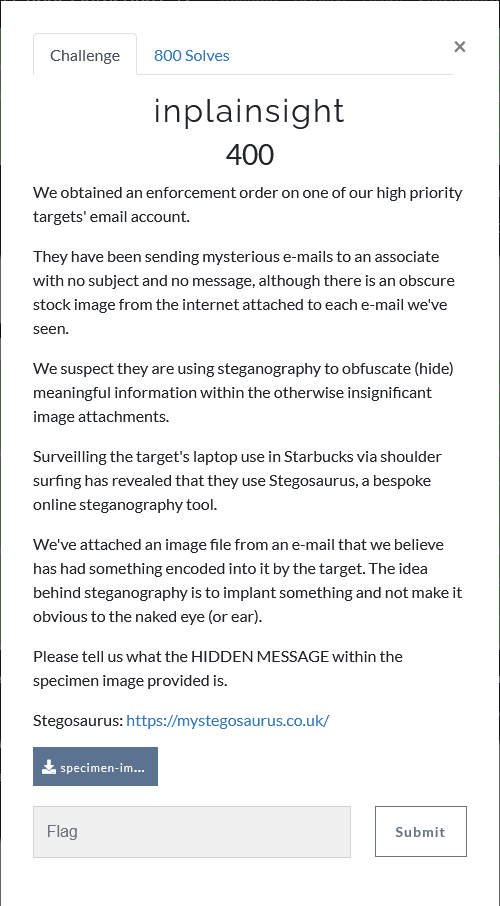 Challenge
800 Solves
×
inplainsight
400
We obtained an enforcement order on one of our high priority
targets' email account.
They have been sending mysterious e-mails to an associate
with no subject and no message, although there is an obscure
stock image from the internet attached to each e-mail we've
seen.
We suspect they are using steganography to obfuscate (hide)
meaningful information within the otherwise insignificant
image attachments.
Surveilling the target's laptop use in Starbucks via shoulder
surfing has revealed that they use Stegosaurus, a bespoke
online steganography tool.
We've attached an image file from an e-mail that we believe
has had something encoded into it by the target. The idea
behind steganography is to implant something and not make it
obvious to the naked eye (or ear).
Please tell us what the HIDDEN MESSAGE within the
specimen image provided is.
Stegosaurus: https://mystegosaurus.co.uk/
specimen-im...
Flag
Submit